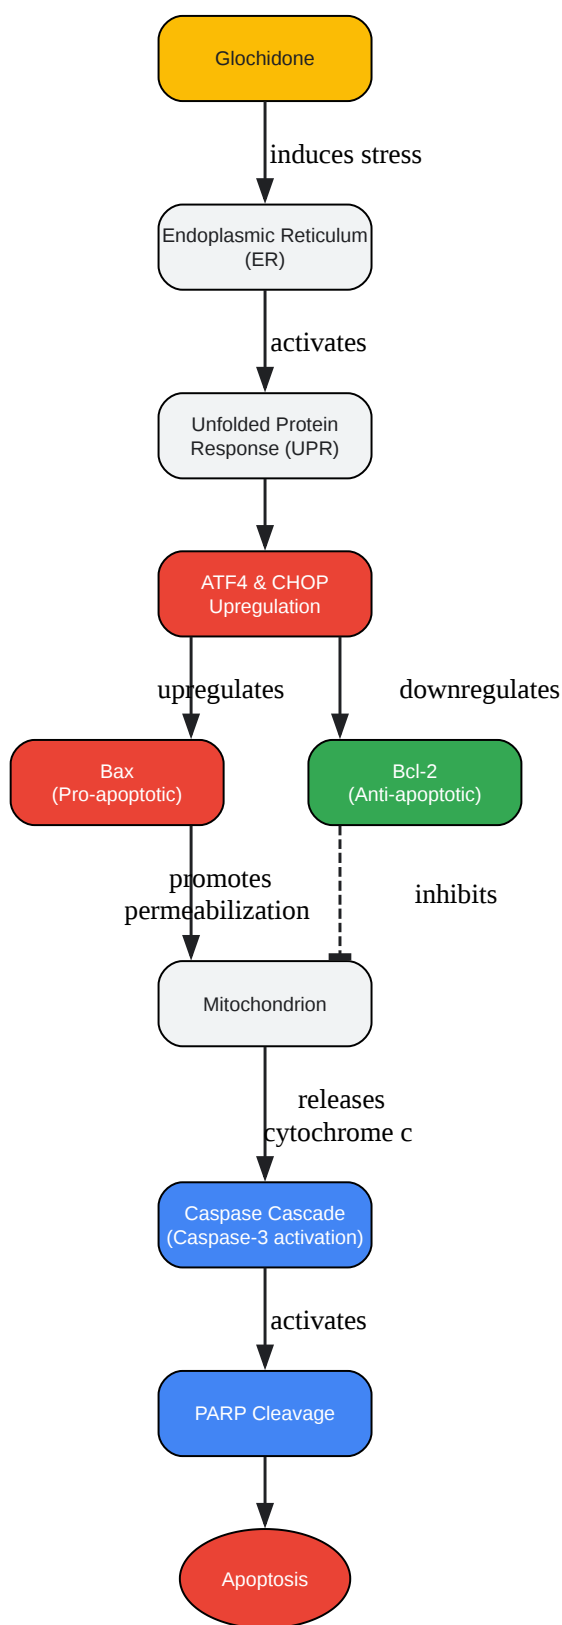 Glochidone
induces stress
Endoplasmic Reticulum
(ER)
activates
Unfolded Protein
Response (UPR)
ATF4 & CHOP
Upregulation
upregulates
downregulates
Bax
(Pro-apoptotic)
Bcl-2
(Anti-apoptotic)
promotes
permeabilization
inhibits
Mitochondrion
releases
cytochrome c
Caspase Cascade
(Caspase-3 activation)
activates
PARP Cleavage
Apoptosis